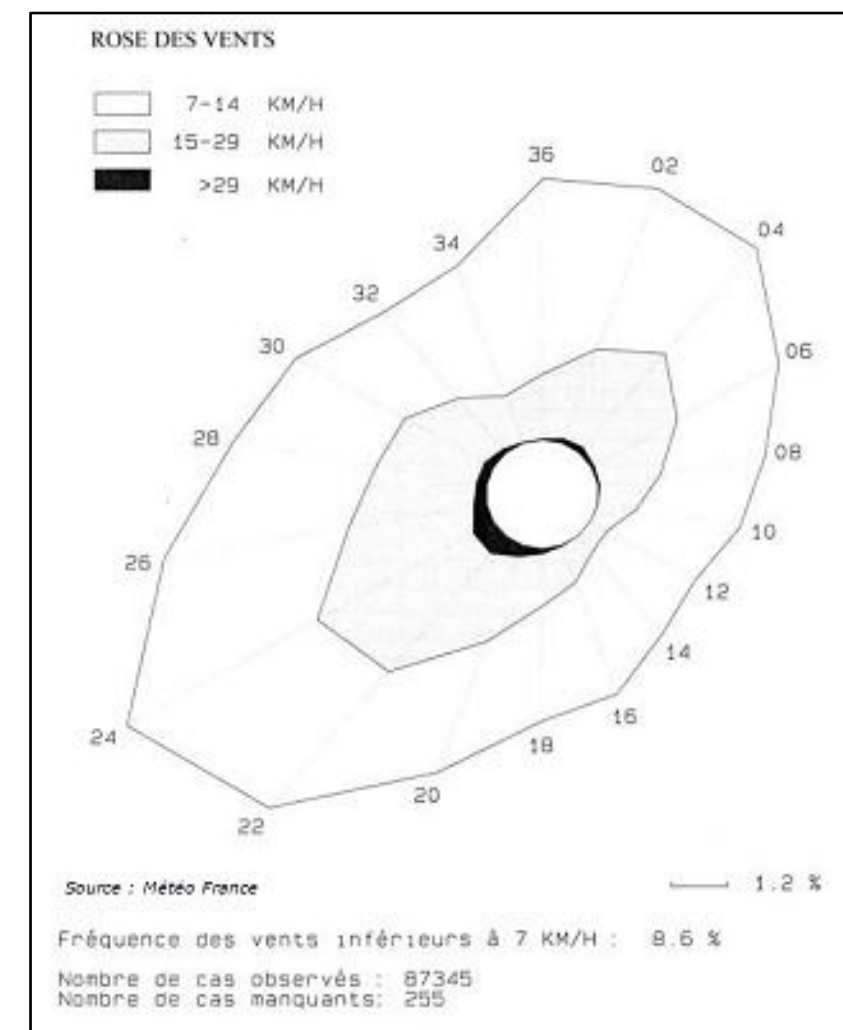 ROSE DES VENTS
7-14 KM/H
15-29 KM/H
>29 KM/H
36
02
04
06
08
10
12
14
16
18
20
22
24
26
28
30
32
34
Source : Météo France
1.2 %
Fréquence des vents inférieurs à 7 KM/H : 8.6 %
Nombre de cas observés : 87345
Nombre de cas manquants: 255